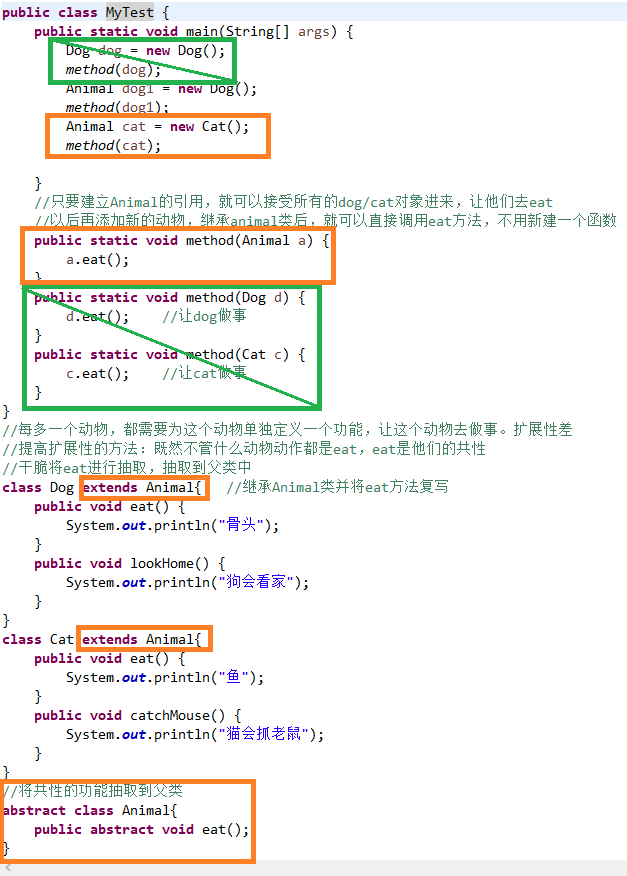 public class MyTest {
public static void main(String[] args) {
Dog dog = new Dog();
method(dog);
Animal dog1 = new Dog();
method(dog1);
Animal cat = new Cat();
method(cat);
}
//只要建立Animal的引用，就可以接受所有的dog/cat对象进来，让他们去eat
//以后再添加新的动物，继承animal类后，就可以直接调用eat方法，不用新建一个函数
public static void method(Animal a) {
a.eat();
}
public static void method(Dog d) {
d.eat(); //让dog做事
}
public static void method(Cat c) {
c.eat(); //让cat做事
}
}
//每多一个动物，都需要为这个动物单独定义一个功能，让这个动物去做事。扩展性差
//提高扩展性的方法：既然不管什么动物动作都是eat，eat是他们的共性
//干脆将eat进行抽取，抽取到父类中
class Dog extends Animal{ //继承Animal类并将eat方法复写
public void eat() {
System.out.println("骨头");
}
public void lookHome() {
System.out.println("狗会看家");
}
}
class Cat extends Animal{
public void eat() {
System.out.println("鱼");
}
public void catchMouse() {
System.out.println("猫会抓老鼠");
}
}
//将共性的功能抽取到父类
abstract class Animal{
public abstract void eat();
}